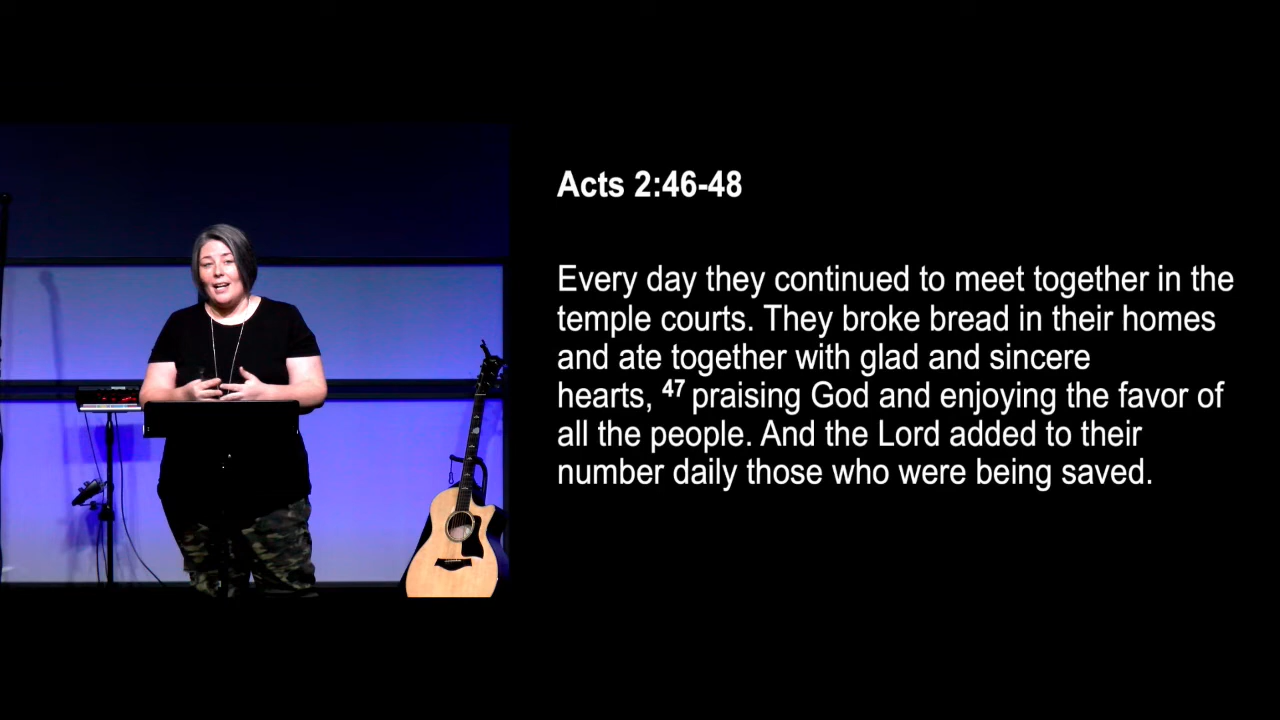 Acts 2:46-48
Every day they continued to meet together in the
temple courts. They broke bread in their homes
and ate together with glad and sincere
hearts, 47 praising God and enjoying the favor of
all the people. And the Lord added to their
number daily those who were being saved.